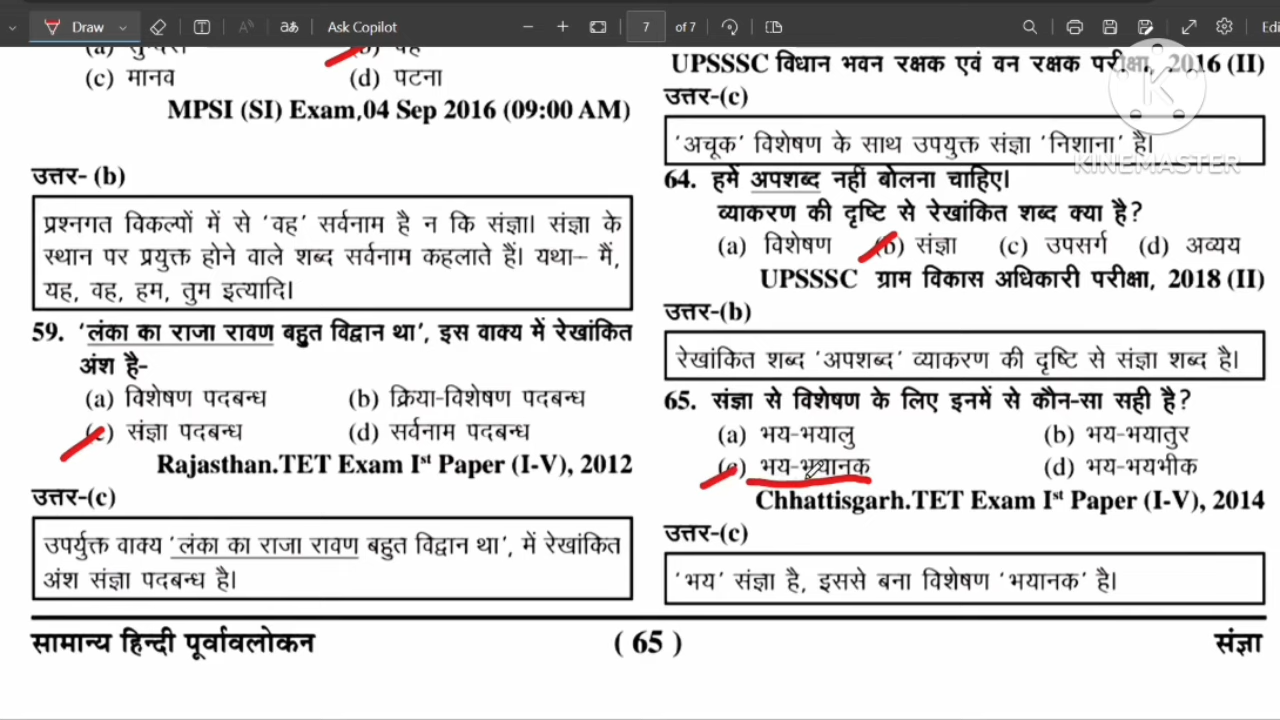 Draw
Ask Copilot
7 of 7
(c) मानव (d) पटना
MPSI (SI) Exam,04 Sep 2016 (09:00 AM)
उत्तर- (b)
प्रश्नगत विकल्पों में से 'वह' सर्वनाम है न कि संज्ञा। संज्ञा के
स्थान पर प्रयुक्त होने वाले शब्द सर्वनाम कहलाते हैं। यथा– मैं,
यह, वह, हम, तुम इत्यादि।
59. 'लंका का राजा रावण बहुत विद्वान था', इस वाक्य में रेखांकित
अंश है-
(a) विशेषण पदबन्ध (b) क्रिया-विशेषण पदबन्ध
(c) संज्ञा पदबन्ध (d) सर्वनाम पदबन्ध
Rajasthan.TET Exam Ist Paper (I-V), 2012
उत्तर-(c)
उपर्युक्त वाक्य 'लंका का राजा रावण बहुत विद्वान था', में रेखांकित
अंश संज्ञा पदबन्ध है।
UPSSSC विधान भवन रक्षक एवं वन रक्षक परीक्षा, 2016 (II)
उत्तर-(c)
'अचूक' विशेषण के साथ उपयुक्त संज्ञा 'निशाना' है।
K
KINEMASTER
64. हमें अपशब्द नहीं बोलना चाहिए।
व्याकरण की दृष्टि से रेखांकित शब्द क्या है?
(a) विशेषण (b) संज्ञा (c) उपसर्ग (d) अव्यय
UPSSSC ग्राम विकास अधिकारी परीक्षा, 2018 (II)
उत्तर-(b)
रेखांकित शब्द 'अपशब्द' व्याकरण की दृष्टि से संज्ञा शब्द है।
65. संज्ञा से विशेषण के लिए इनमें से कौन-सा सही है?
(a) भय-भयालु (b) भय-भयातुर
(c) भय-भयानक (d) भय-भयभीक
Chhattisgarh.TET Exam Ist Paper (I-V), 2014
उत्तर-(c)
'भय' संज्ञा है, इससे बना विशेषण 'भयानक' है।
सामान्य हिन्दी पूर्वावलोकन ( 65 ) संज्ञा